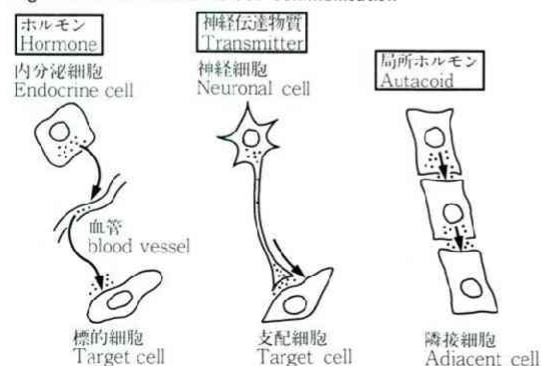 ホルモン
Hormone
内分泌細胞
Endocrine cell
血管
blood vessel
標的細胞
Target cell
神経伝達物質
Transmitter
神経細胞
Neuronal cell
支配細胞
Target cell
局所ホルモン
Autacoid
隣接細胞
Adjacent cell